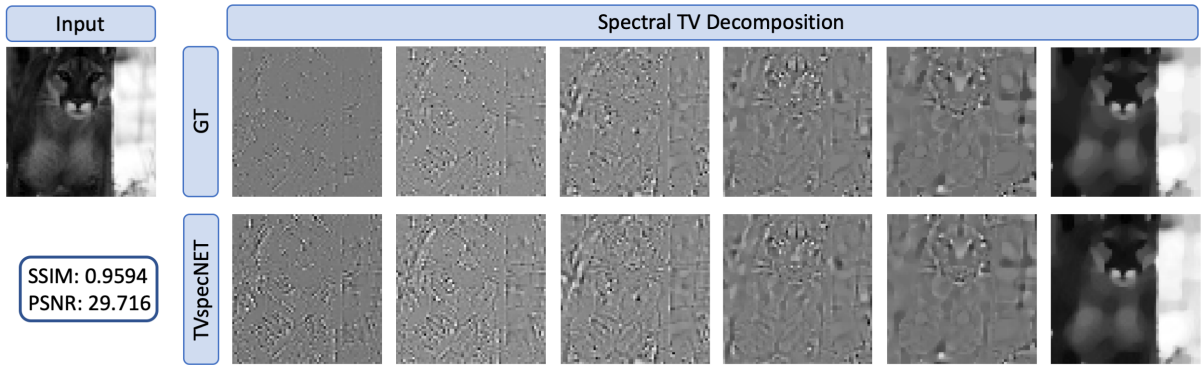 Input
Spectral TV Decomposition
GT
TVspecNET
SSIM: 0.9594
PSNR: 29.716